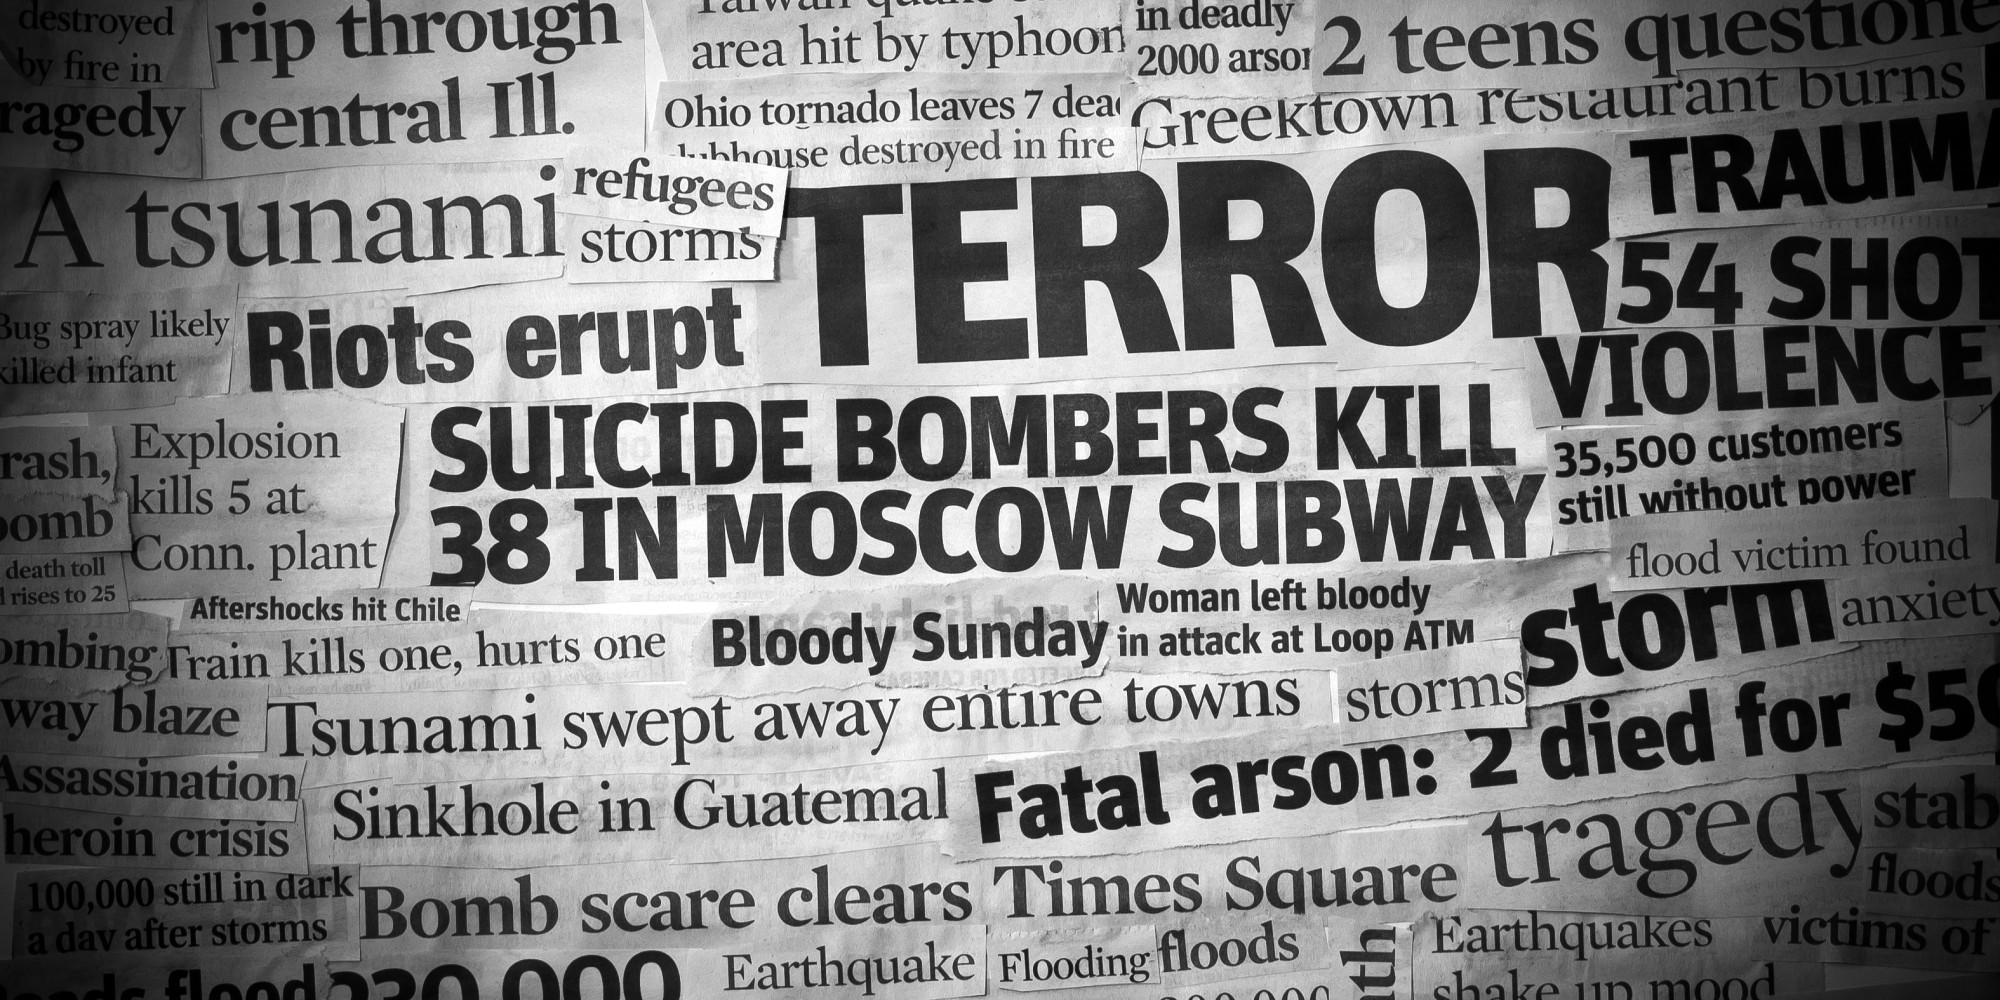 destroyed
by fire in
ragedy
rip through
central Ill.
area hit by typhoon
in deadly
2000 arson
2 teens questione
Ohio tornado leaves 7 dead
clubhouse destroyed in fire
Greektown restaurant burns
A tsunami
refugees
storms
TERROR
TRAUMA
54 SHOT
VIOLENCE
Bug spray likely
killed infant
Riots erupt
SUICIDE BOMBERS KILL
38 IN MOSCOW SUBWAY
35,500 customers
still without power
rash,
bomb
Explosion
kills 5 at
Conn. plant
death toll
rises to 25
flood victim found
Aftershocks hit Chile
ombing
Train kills one, hurts one
Bloody Sunday
Woman left bloody
in attack at Loop ATM
storm
anxiety
way blaze
Tsunami swept away entire towns
storms
Assassination
heroin crisis
Sinkhole in Guatemal
Fatal arson: 2 died for $50
tragedy
stab
floods
100,000 still in dark
a day after storms
Bomb scare clears Times Square
flood
Earthquake
Flooding
floods
Earthquakes
shake up mood
victims of